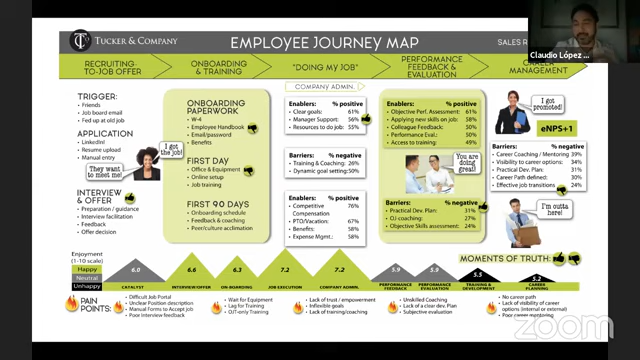 TUCKER & COMPANY
EMPLOYEE JOURNEY MAP
SALES R
Claudio López
RECRUITING-
TO-JOB OFFER
ONBOARDING
& TRAINING
"DOING MY JOB"
PERFORMANCE
FEEDBACK &
EVALUATION
CAREER
MANAGEMENT
COMPANY ADMIN.
TRIGGER:
• Friends
• Job board email
• Fed up at old job
APPLICATION
• LinkedIn
• Resume upload
• Manual entry
They want
to meet me!
I got
the job!
INTERVIEW
& OFFER
• Preparation / guidance
• Interview facilitation
• Feedback
• Offer decision
ONBOARDING
PAPERWORK
• W-4
• Employee Handbook
• Email/password
• Benefits
FIRST DAY
• Office & Equipment
• Online setup
• Job training
FIRST 90 DAYS
• Onboarding schedule
• Feedback & coaching
• Peer/culture acclimation
Enablers: % positive
• Clear goals: 61%
• Manager Support: 56%
• Resources to do job: 55%
Barriers: % negative
• Training & Coaching :26%
• Dynamic goal setting:50%
Enablers: % positive
• Competitive 76%
Compensation
• PTO/Vacation: 67%
• Benefits: 58%
• Expense Mgmt.: 58%
Enablers: % positive
• Objective Perf. Assessment: 61%
• Applying new skills on job: 58%
• Colleague Feedback: 30%
• Performance Eval.: 50%
• Access to training: 49%
You are
doing
great!
Barriers: % negative
• Practical Dev. Plan: 31%
• OJ-coaching: 27%
• Objective Skills assessment: 24%
I got
promoted!
eNPS+1
Barriers: % negative
• Career Coaching / Mentoring 39%
• Visibility to career options: 34%
• Practical Dev. Plan: 31%
• Career Path defined: 30%
• Effective job transitions 24%
I'm outta
here!
MOMENTS OF TRUTH:
Enjoyment
(1-10 scale)
Happy
Neutral
Unhappy
6.0
6.6
6.3
7.2
7.2
5.9
5.9
5.5
5.2
CATALYST
INTERVIEW/OFFER
ON-BOARDING
JOB EXECUTION
COMPANY ADMIN.
PERFORMANCE
FEEDBACK
PERFORMANCE
EVALUATION
TRAINING &
DEVELOPMENT
CAREER
PLANNING
PAIN
POINTS:
• Difficult Job Portal
• Unclear Position description
• Manual Forms to Accept Job
• Poor interview feedback
• Wait for Equipment
• Lag for Training
• OJT-only Training
• Lack of trust / empowerment
• Inflexible goals
• Lack of training/coaching
• Unskilled Coaching
• Lack of a clear dev. Plan
• Subjective evaluation
• No career path
• Lack of visibility of career
options (internal or external)
• Poor career mentoring
zoom